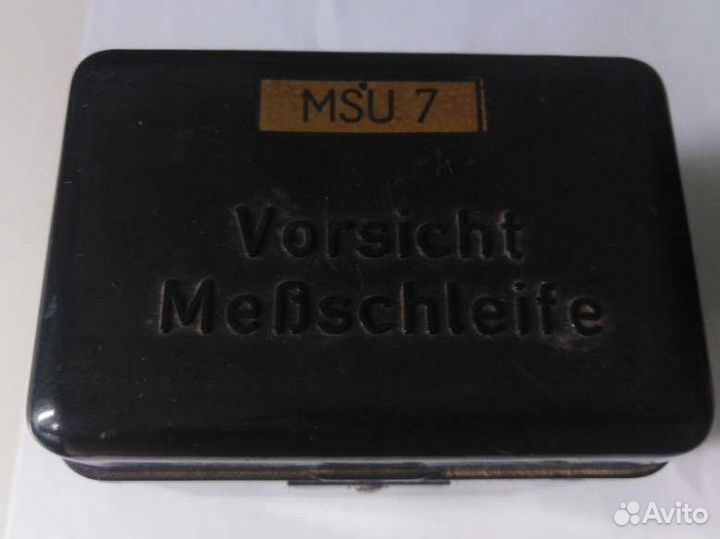 MSU 7
Vorsicht
Meßschleife
Avito